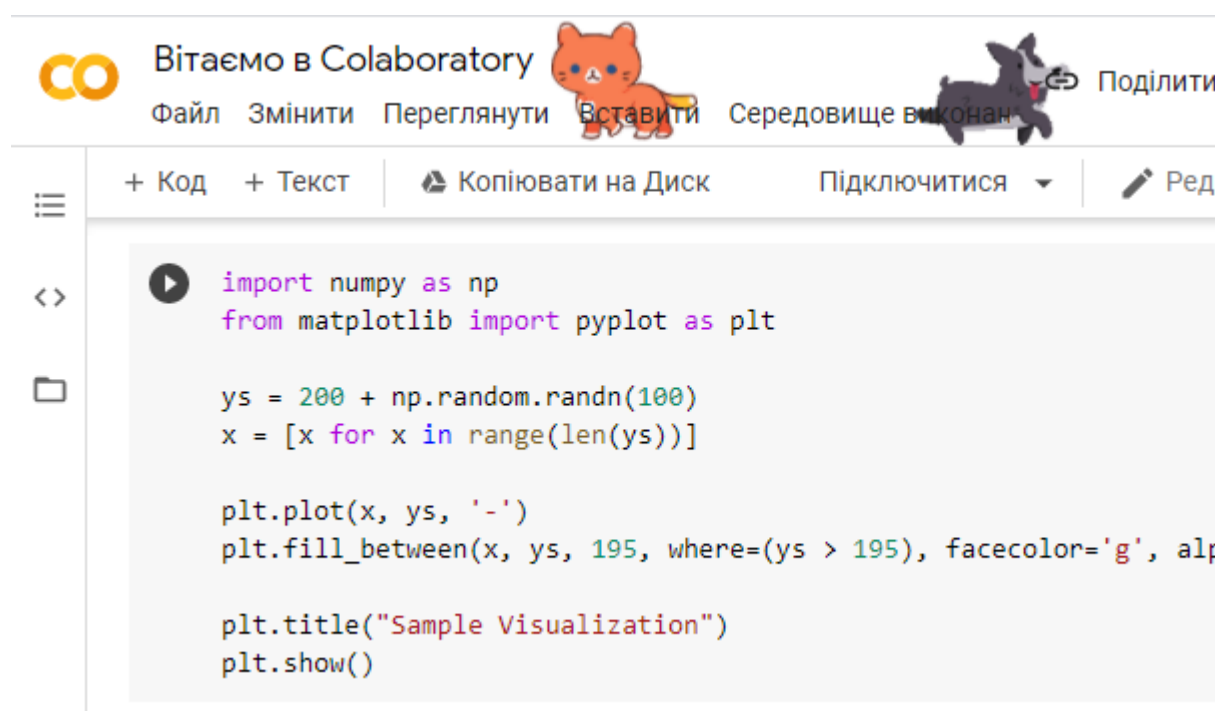 Вітаємо в Colaboratory
Файл Змінити Переглянути Вставити Середовище виконан
Поділити
+ Код + Текст Копіювати на Диск Підключитися Ред
import numpy as np
from matplotlib import pyplot as plt
ys = 200 + np.random.randn(100)
x = [x for x in range(len(ys))]
plt.plot(x, ys, '-')
plt.fill_between(x, ys, 195, where=(ys > 195), facecolor='g', alp
plt.title("Sample Visualization")
plt.show()